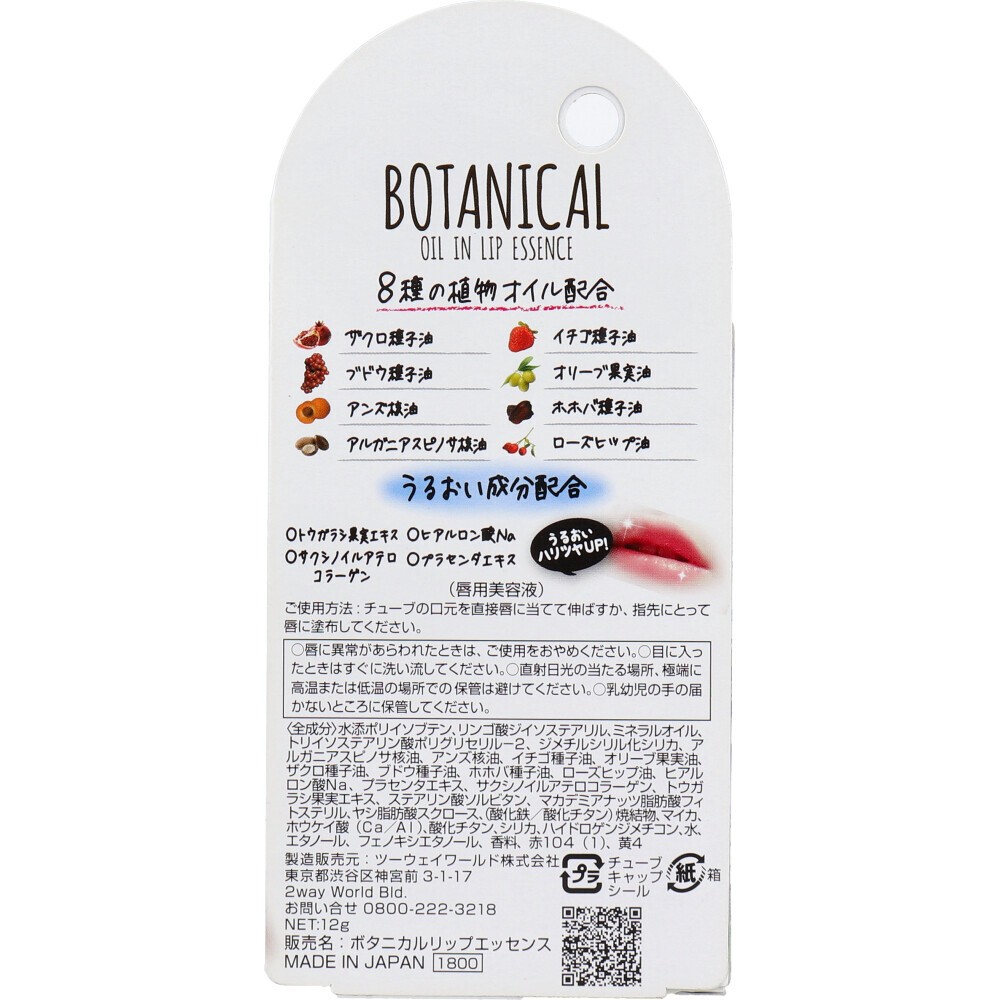 BOTANICAL
OIL IN LIP ESSENCE
8種の植物オイル配合
ザクロ種子油
イチゴ種子油
ブドウ種子油
オリーブ果実油
アンズ核油
ホホバ種子油
アルガニアスピノサ核油
ローズヒップ油
うるおい成分配合
○トウガラシ果実エキス ○ヒアルロン酸Na
○サクシノイルアテロ ○プラセンタエキス
コラーゲン
うるおい
ハリツヤUP!
（唇用美容液）
ご使用方法：チューブの口元を直接唇に当てて伸ばすか、指先にとって
唇に塗布してください。
○唇に異常があらわれたときは、ご使用をおやめください。○目に入っ
たときはすぐに洗い流してください。○直射日光の当たる場所、極端に
高温または低温の場所での保管は避けてください。○乳幼児の手の届
かないところに保管してください。
〈全成分〉水添ポリイソブテン、リンゴ酸ジイソステアリル、ミネラルオイル、
トリイソステアリン酸ポリグリセリル−2、ジメチルシリル化シリカ、ア
ルガニアスピノサ核油、アンズ核油、イチゴ種子油、オリーブ果実油、
ザクロ種子油、ブドウ種子油、ホホバ種子油、ローズヒップ油、ヒアル
ロン酸Na、プラセンタエキス、サクシノイルアテロコラーゲン、トウガ
ラシ果実エキス、ステアリン酸ソルビタン、マカデミアナッツ脂肪酸フィ
トステリル、ヤシ脂肪酸スクロース、（酸化鉄／酸化チタン）焼結物、マイカ、
ホウケイ酸（Ca／Al）、酸化チタン、シリカ、ハイドロゲンジメチコン、水、
エタノール、フェノキシエタノール、香料、赤104（1）、黄4
製造販売元：ツーウェイワールド株式会社
東京都渋谷区神宮前 3-1-17
2way World Bld.
お問い合せ 0800-222-3218
NET:12g
販売名：ボタニカルリップエッセンス
MADE IN JAPAN 1800
プラ
チューブ
キャップ
シール
紙 箱